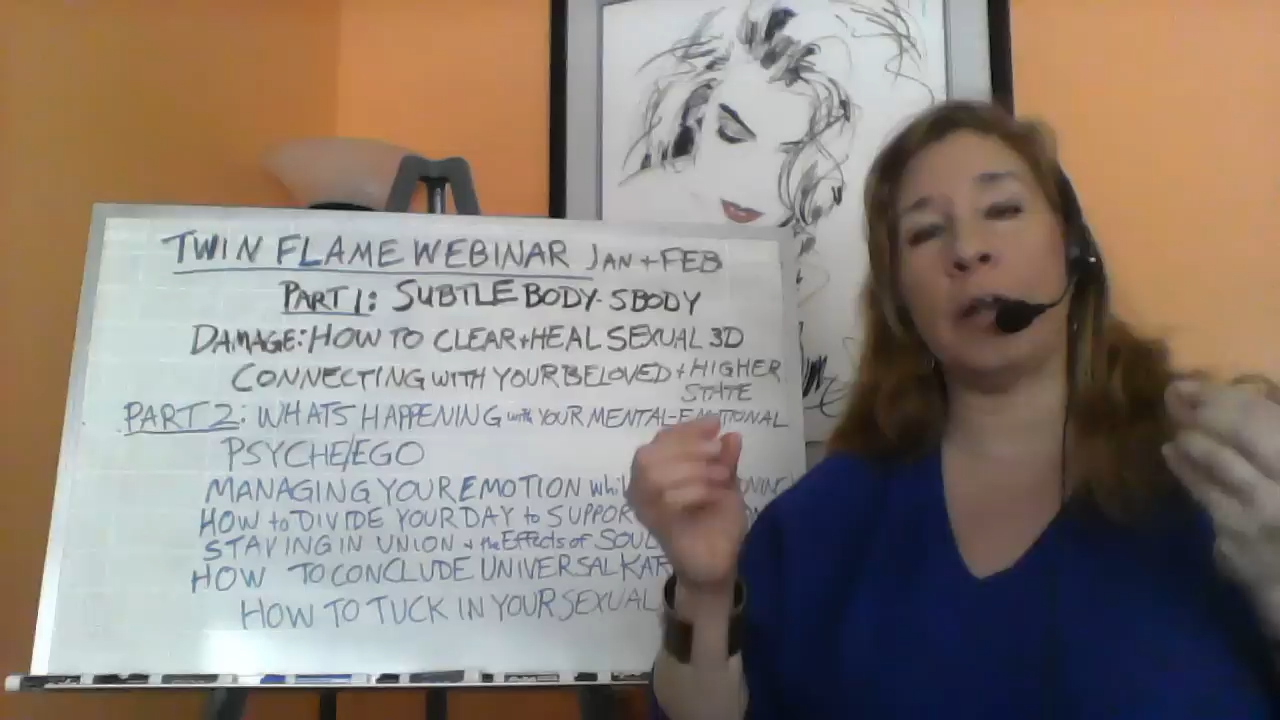 TWIN FLAME WEBINAR JAN + FEB
PART 1: SUBTLE BODY - SBODY
DAMAGE: HOW TO CLEAR + HEAL SEXUAL 3D
CONNECTING WITH YOUR BELOVED + HIGHER
STATE
PART 2: WHATS HAPPENING with YOUR MENTAL-EMOTIONAL
PSYCHE/EGO
MANAGING YOUR EMOTION
HOW to DIVIDE YOUR DAY to SUPPOR
STAYING IN UNION + the Effects of SOUL
HOW TO CONCLUDE UNIVERSAL
HOW TO TUCK IN YOUR SEXUAL